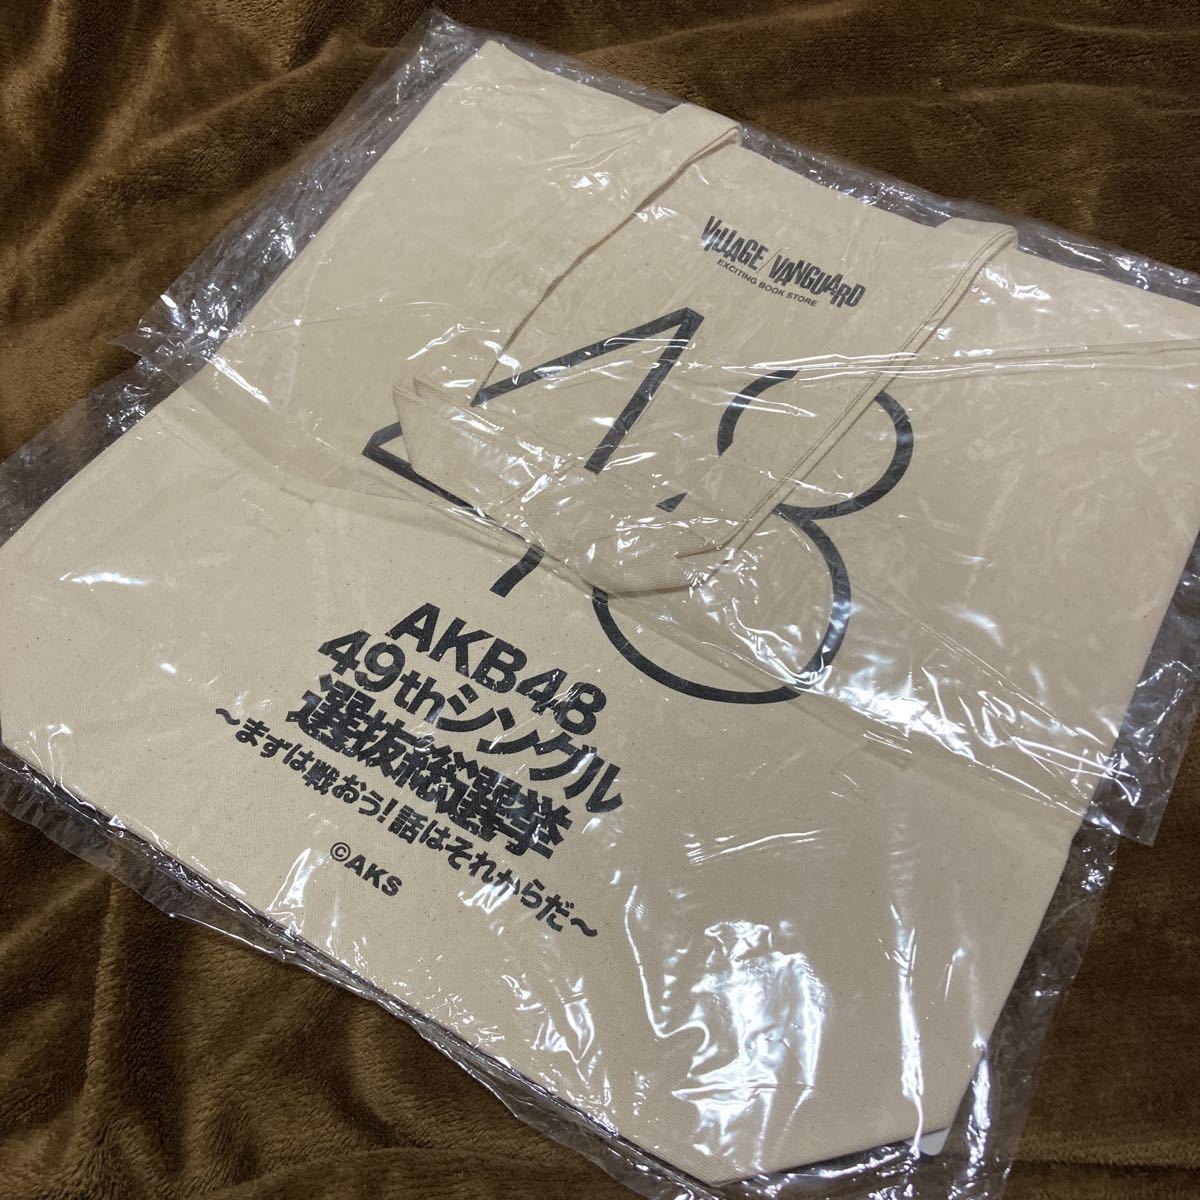 VILLAGE/VANGUARD
EXCITING BOOK STORE
48
AKB48
49thシングル
選抜総選挙
～まずは戦おう!話はそれからだ～
©AKS